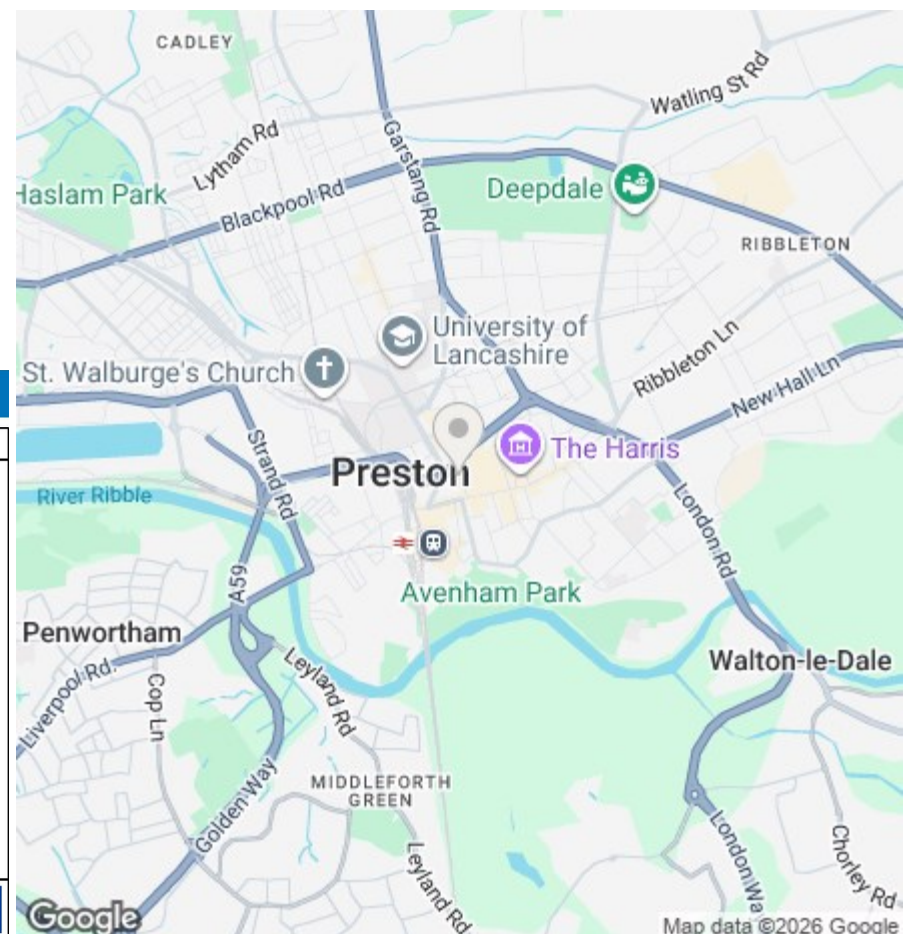 CADLEY
Watling St Rd
Lytham Rd
Garstang Rd
Haslam Park
Blackpool Rd
Deepdale
RIBBLETON
University of
Lancashire
St. Walburge's Church
Ribbleton Ln
New Hall Ln
Strand Rd
The Harris
Preston
River Ribble
London Rd
A59
Avenham Park
Penwortham
Walton-le-Dale
Liverpool Rd.
Cop Ln
Leyland Rd
MIDDLEFORTH
GREEN
Golden Way
Leyland Rd
London Wa
Chorley Rd
Google
Map data ©2026 Google